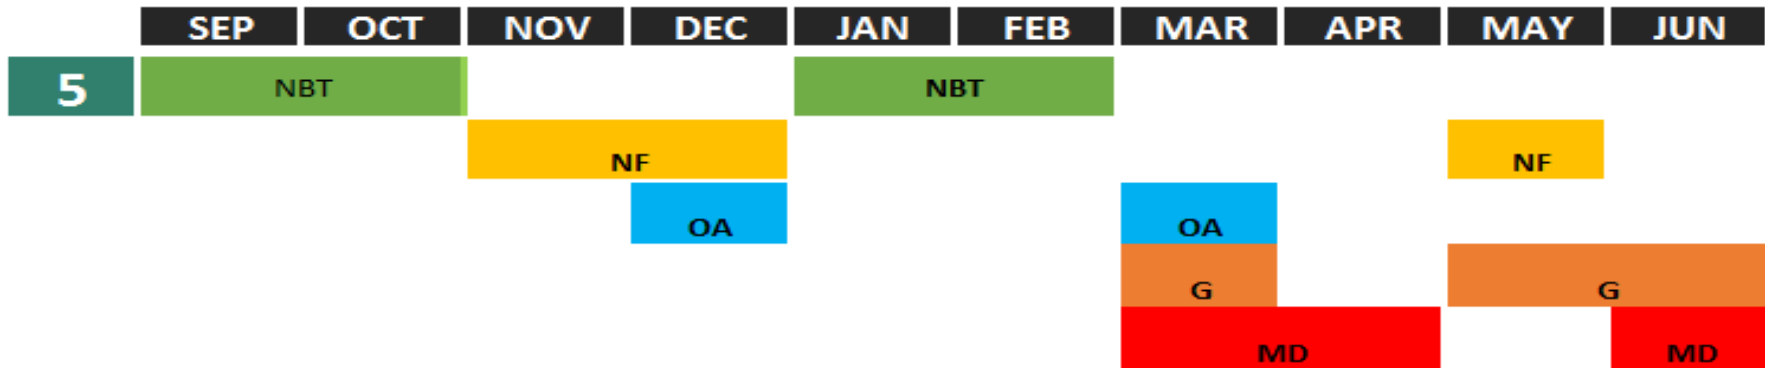 SEP OCT NOV DEC JAN FEB MAR APR MAY JUN
5 NBT NBT
NF NF
OA OA
G G
MD MD